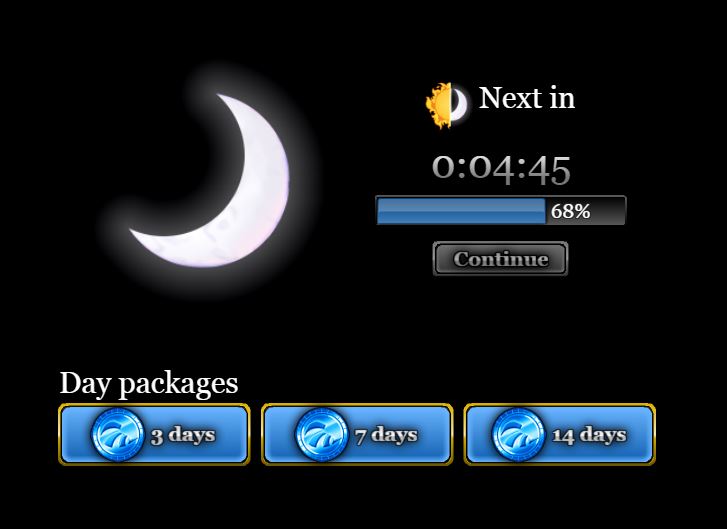 Next in
0:04:45
68%
Continue
Day packages
3 days
7 days
14 days